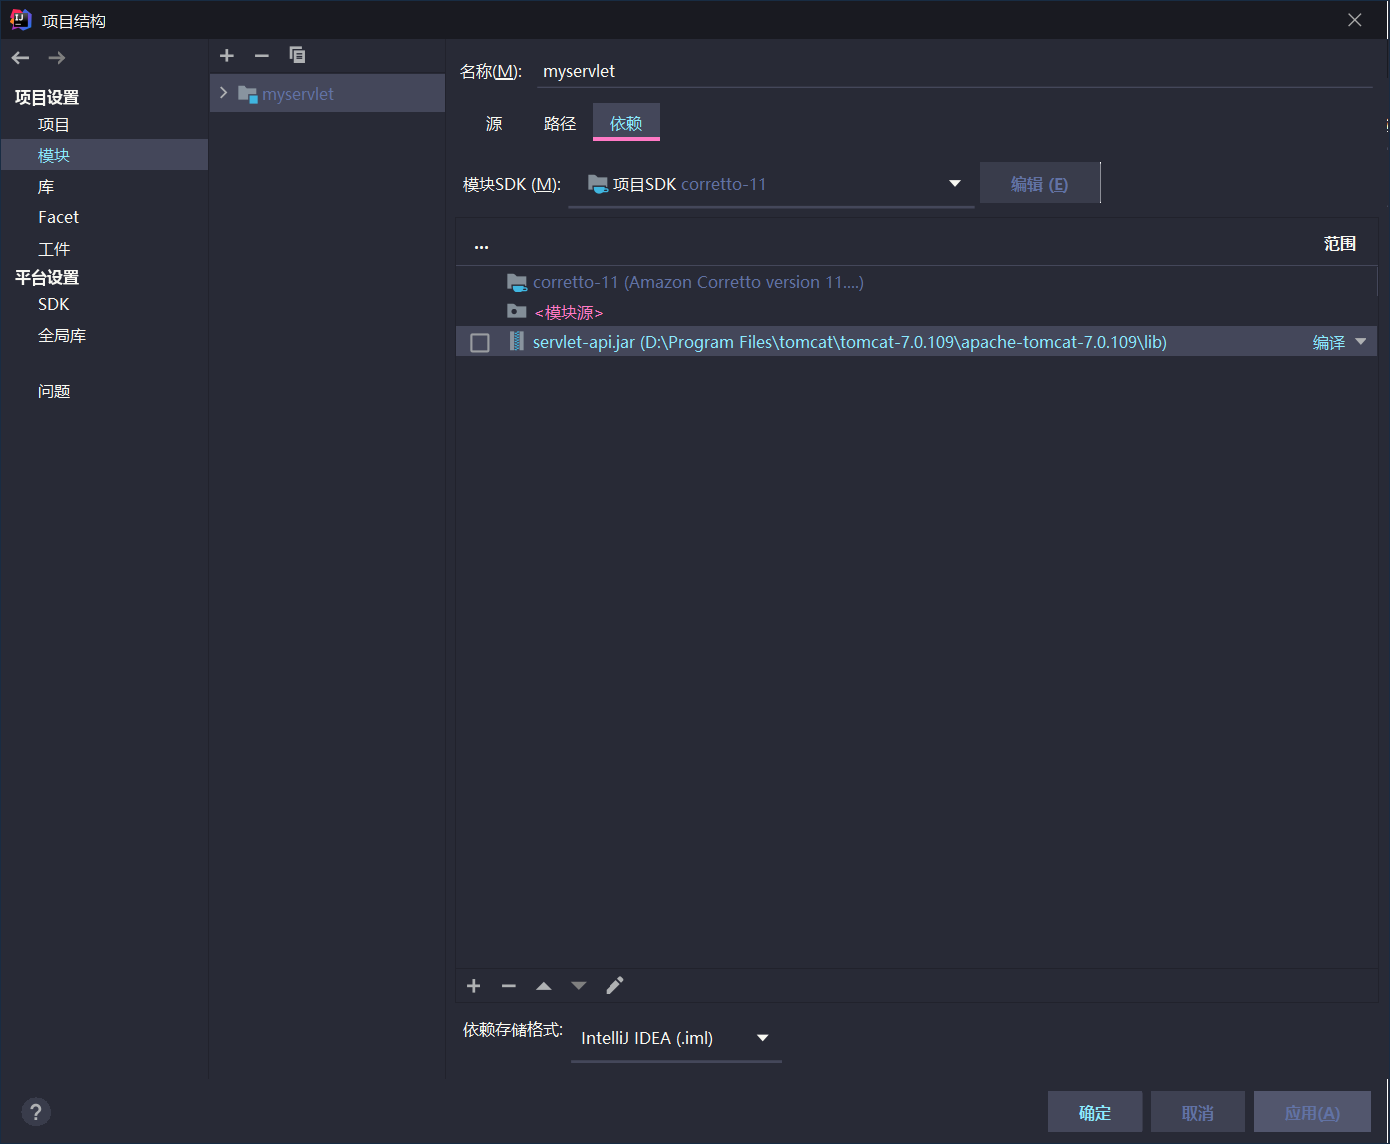 项目结构
项目设置
项目
模块
库
Facet
工件
平台设置
SDK
全局库
问题
myservlet
名称(M): myservlet
源 路径 依赖
模块SDK (M): 项目SDK corretto-11 编辑 (E)
... 范围
corretto-11 (Amazon Corretto version 11....)
<模块源>
servlet-api.jar (D:\Program Files\tomcat\tomcat-7.0.109\apache-tomcat-7.0.109\lib) 编译
依赖存储格式: IntelliJ IDEA (.iml)
? 确定 取消 应用(A)